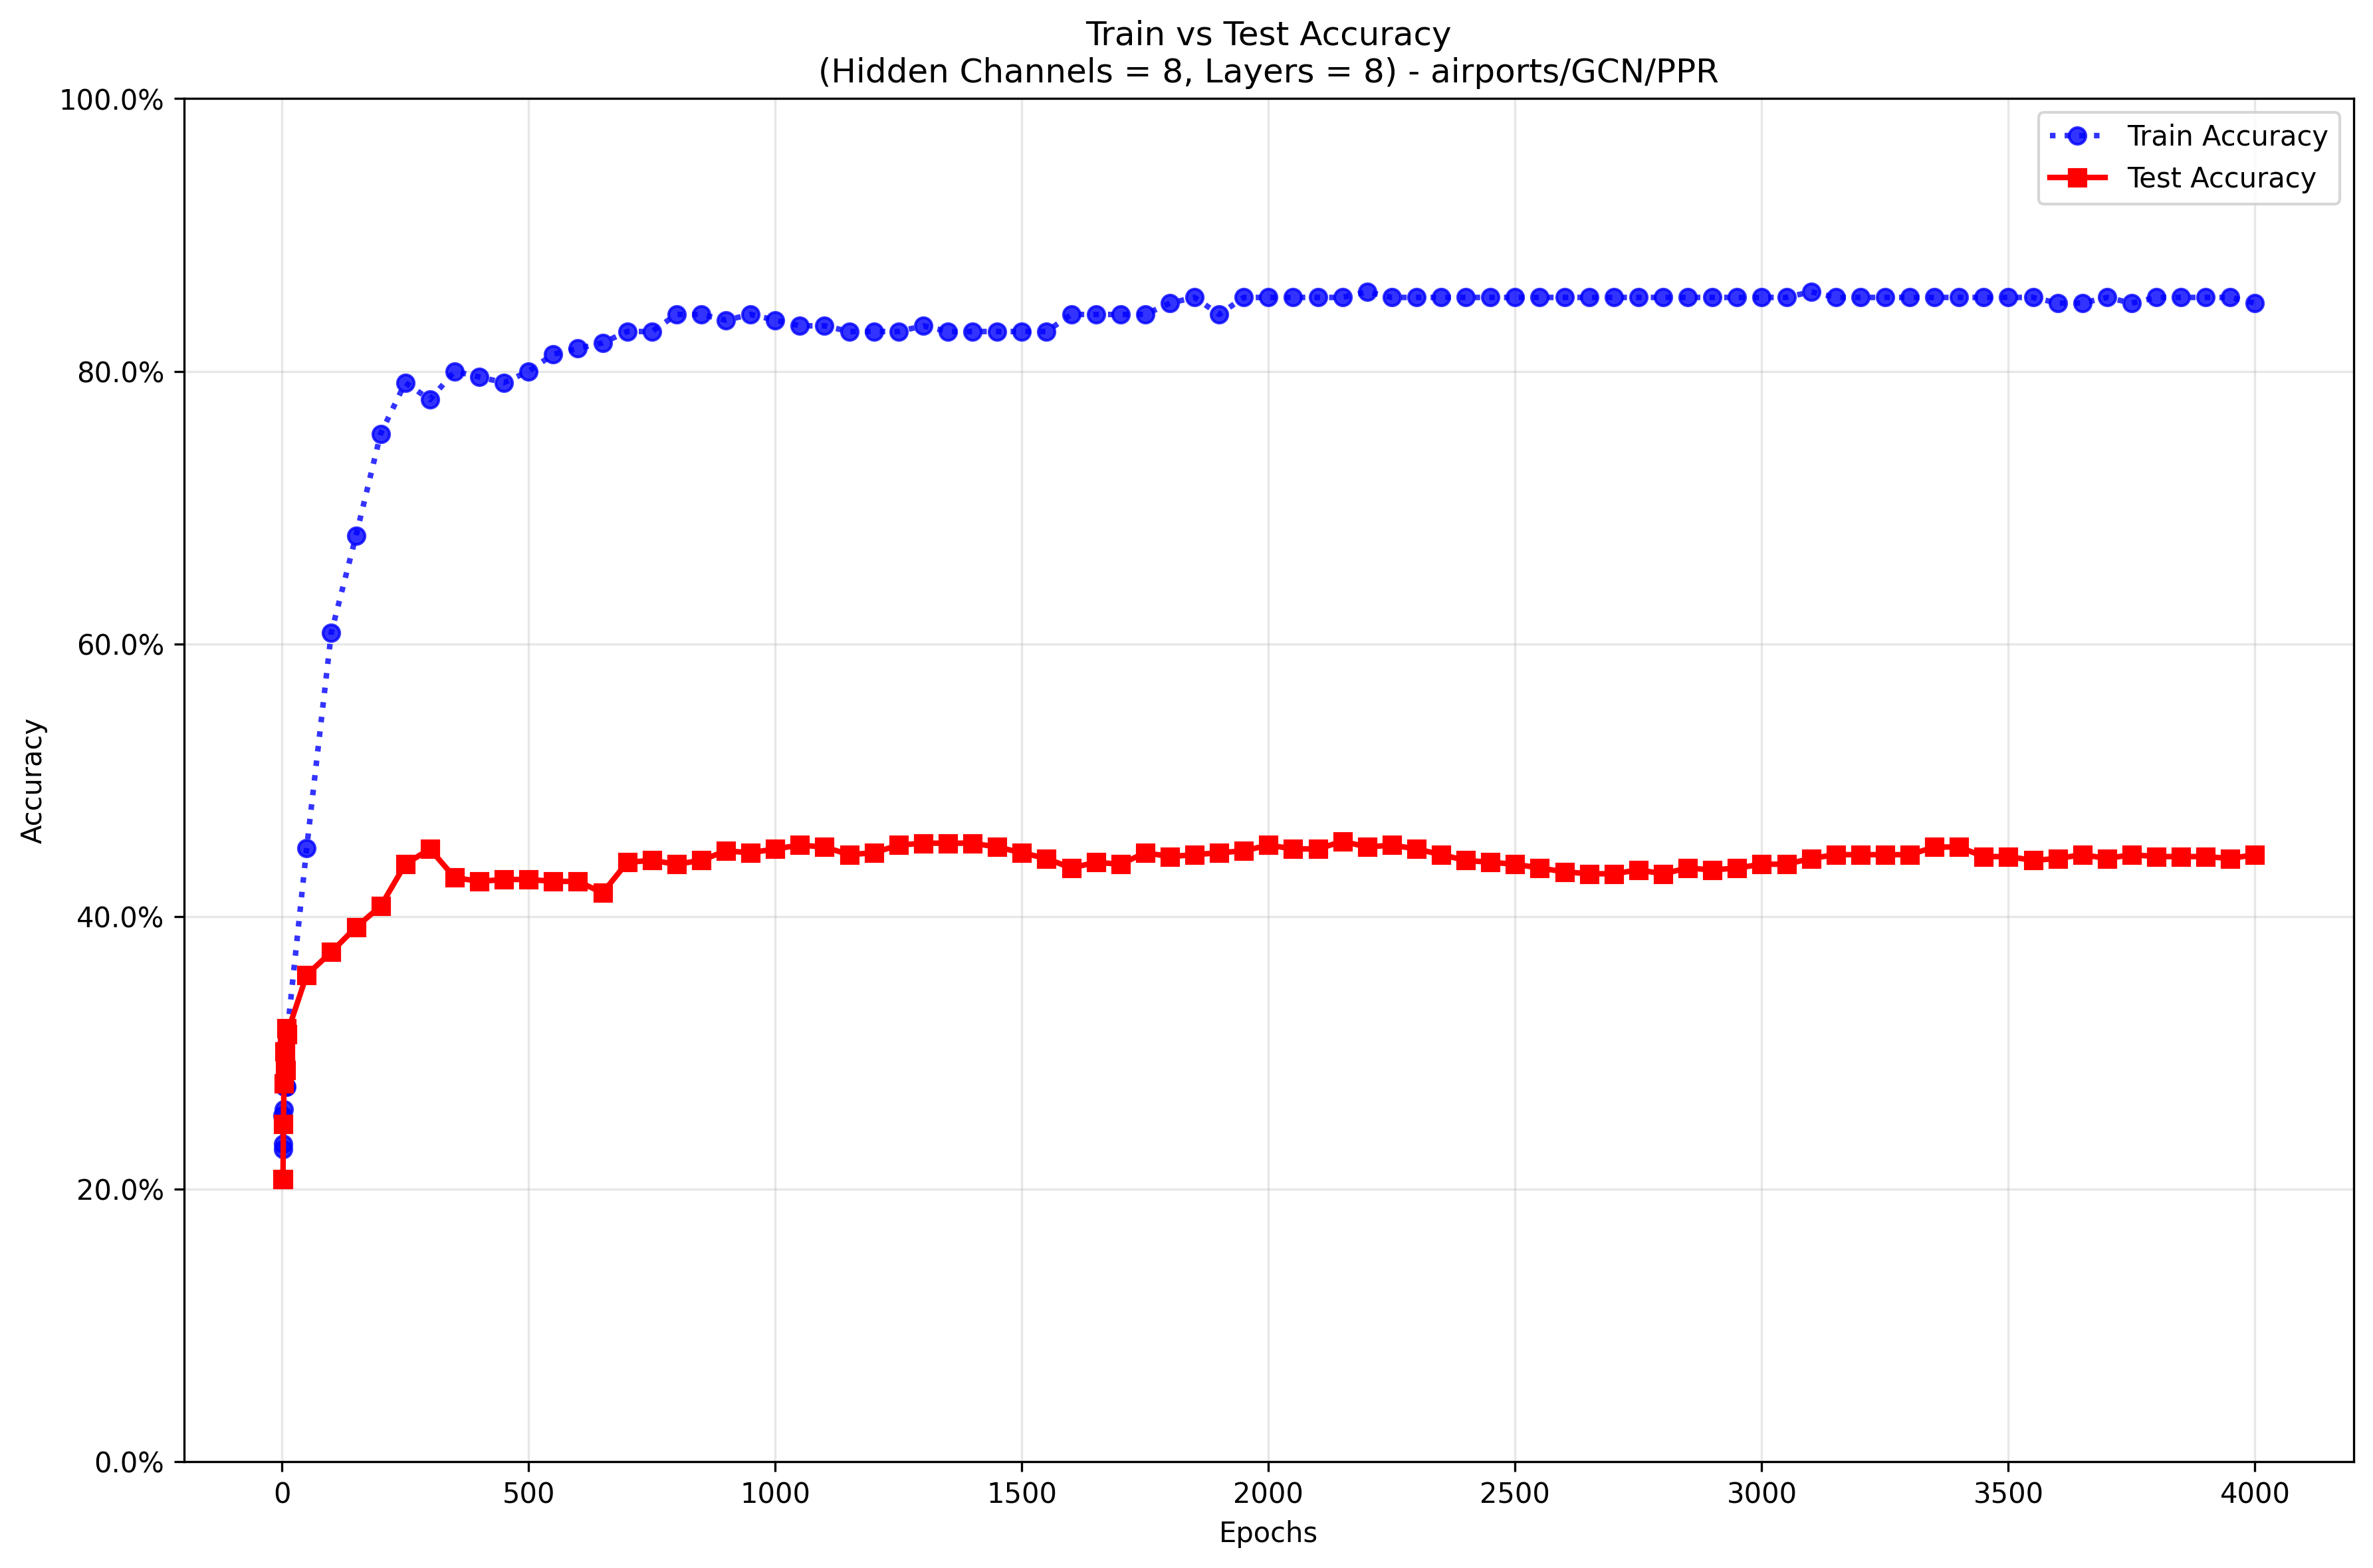 Train vs Test Accuracy
(Hidden Channels = 8, Layers = 8) - airports/GCN/PPR
100.0%
80.0%
60.0%
40.0%
20.0%
0.0%
Accuracy
Train Accuracy
Test Accuracy
0 500 1000 1500 2000 2500 3000 3500 4000
Epochs